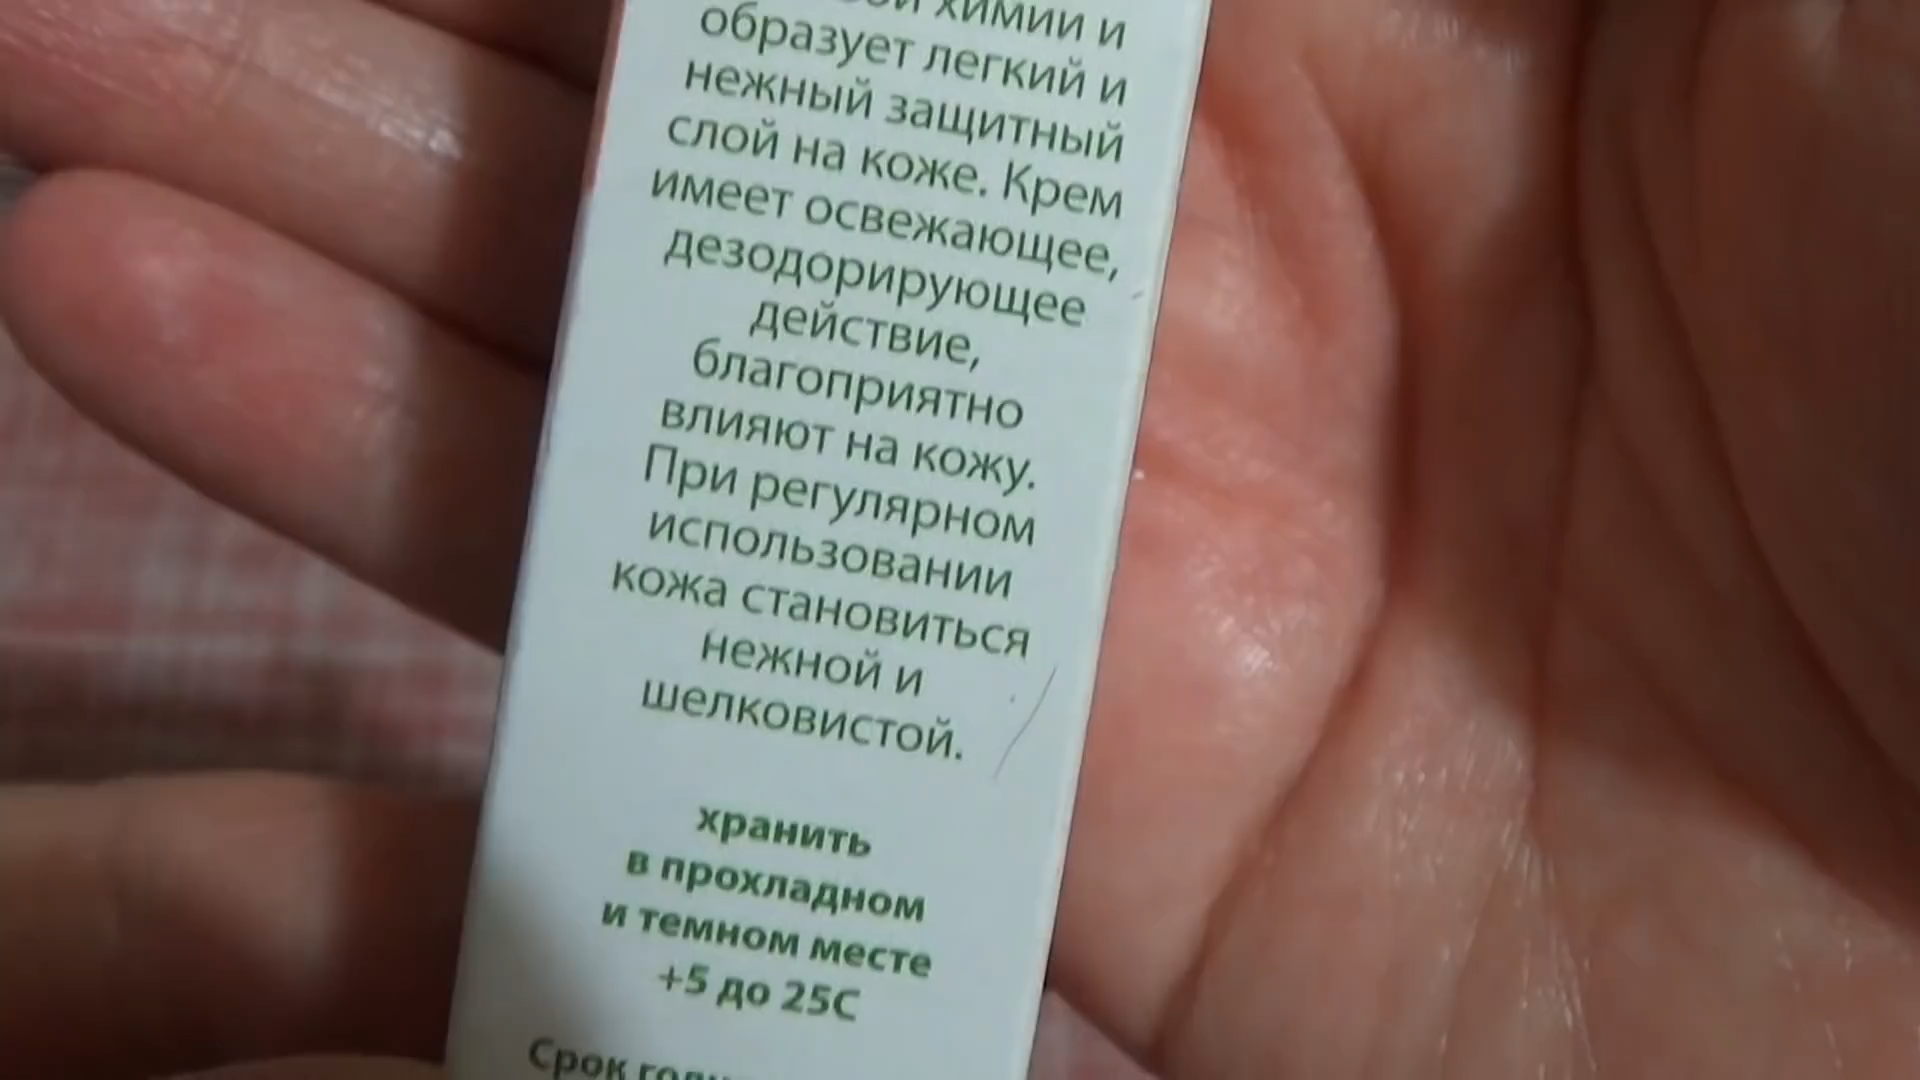 химии и
образует легкий и
нежный защитный
слой на коже. Крем
имеет освежающее,
дезодорирующее
действие,
благоприятно
влияют на кожу.
При регулярном
использовании
кожа становиться
нежной и
шелковистой.
хранить
в прохладном
и темном месте
+5 до 25С
Срок